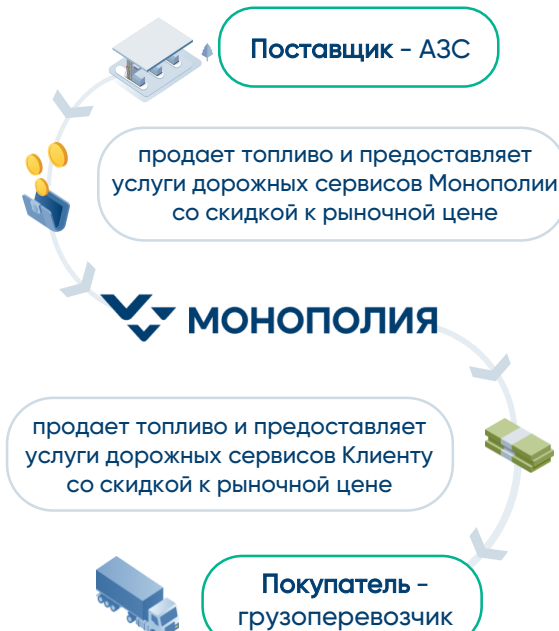 Поставщик - АЗС
продает топливо и предоставляет
услуги дорожных сервисов Монополии
со скидкой к рыночной цене
МОНОПОЛИЯ
продает топливо и предоставляет
услуги дорожных сервисов Клиенту
со скидкой к рыночной цене
Покупатель -
грузоперевозчик